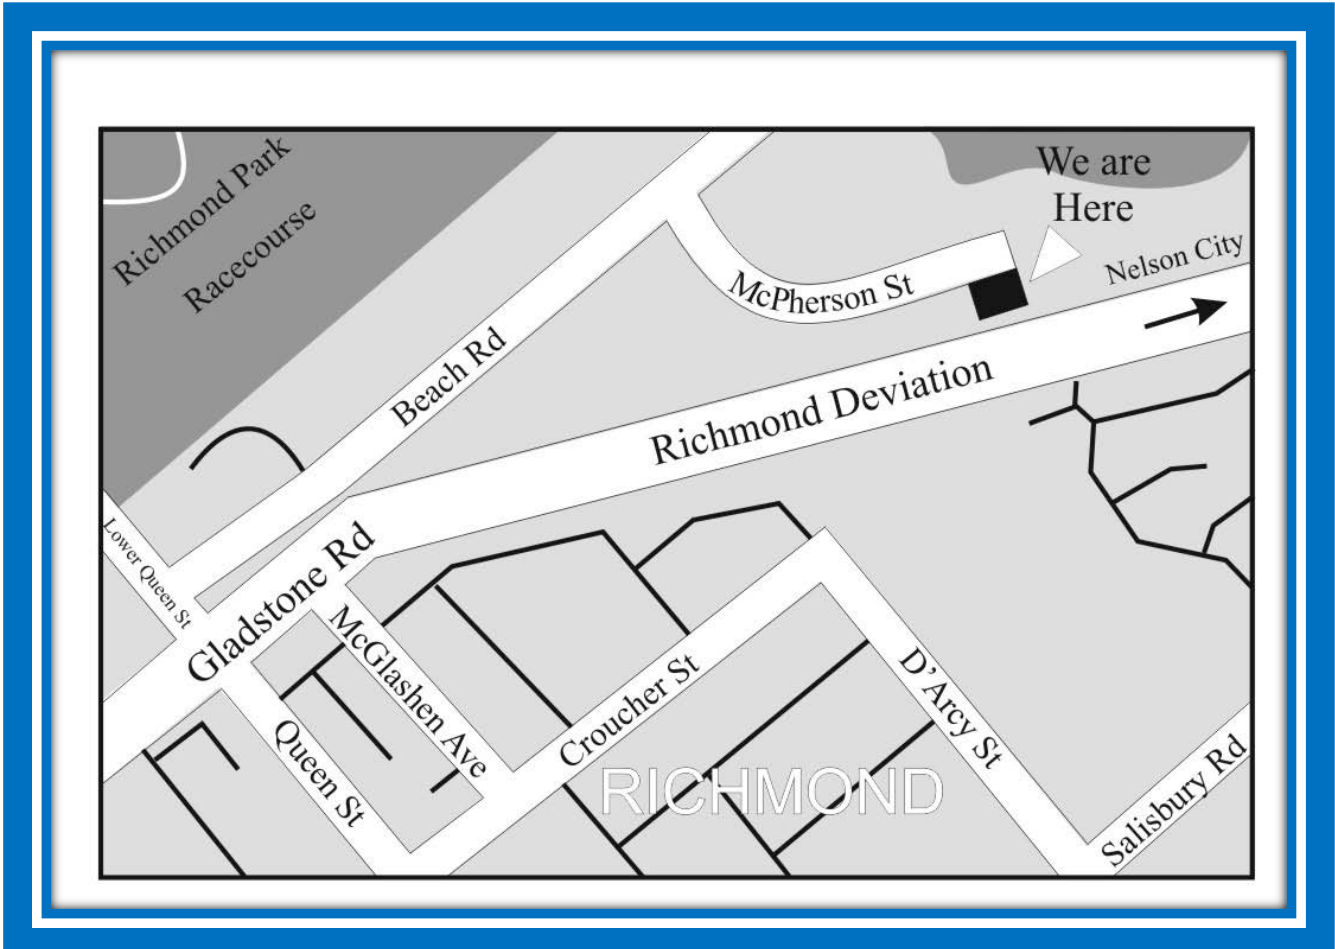 Richmond Park
Racecourse
We are
Here
Nelson City
McPherson St
Beach Rd
Richmond Deviation
Lower Queen St
Gladstone Rd
McGlashen Ave
Queen St
Croucher St
D'Arcy St
Salisbury Rd
RICHMOND